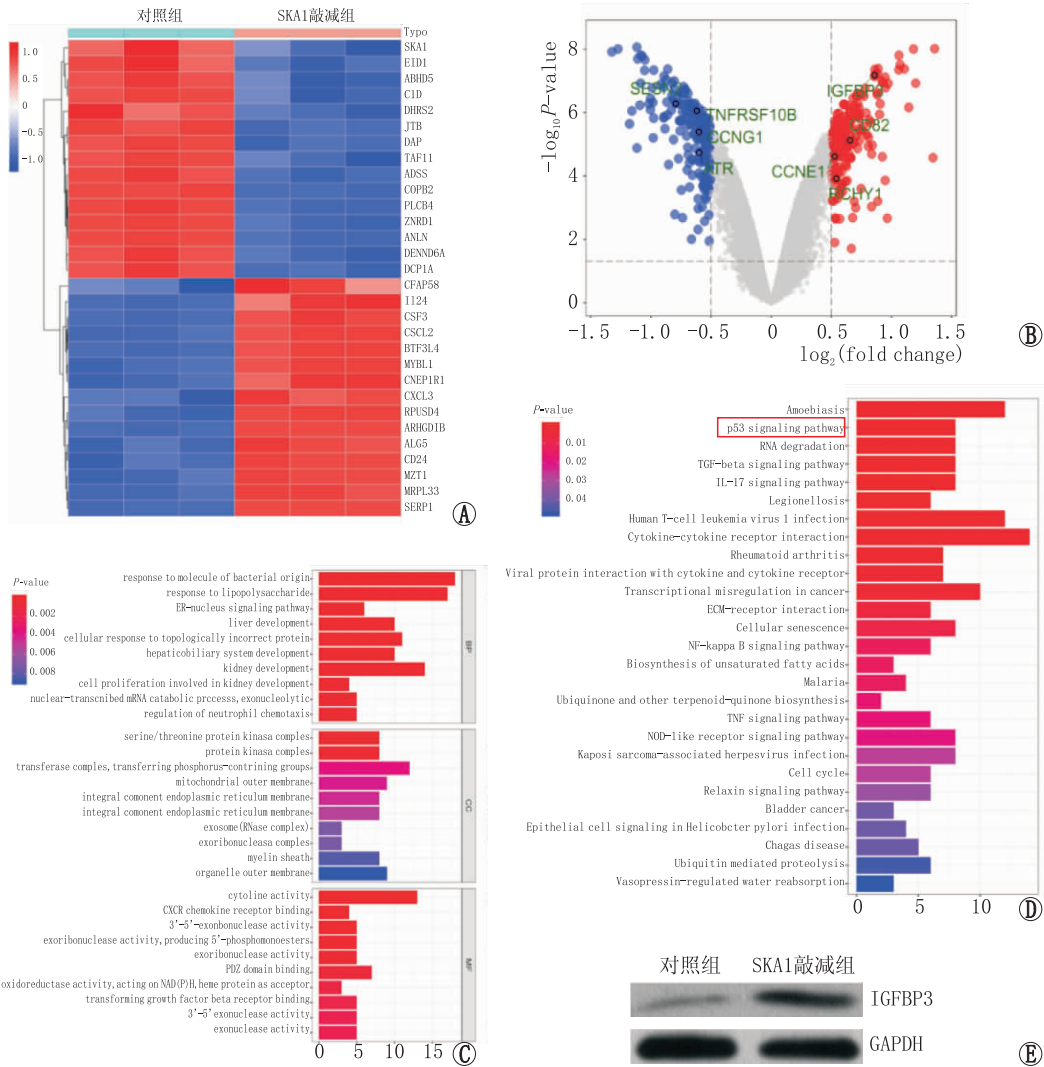 对照组 SKA1敲减组
Typo
1.0
0.5
0
-0.5
-1.0
SKA1
EID1
ABHD5
C1D
DHRS2
JTB
DAP
TAF11
ADSS
COPB2
PLCB4
ZNRD1
ANLN
DENND6A
DCP1A
CFAP58
I124
CSF3
CSCL2
BTF3L4
MYBL1
CNEP1R1
CXCL3
RPUSD4
ARHGDIB
ALG5
CD24
MZT1
MRPL33
SERP1
A
-log10P-value
8
6
4
2
0
IGFBP3
TNFRSF10B
CCNG1
CD82
ATR
CCNE1
RCHY1
-1.5 -1.0 -0.5 0 0.5 1.0 1.5
log2(fold change)
B
P-value
0.002
0.004
0.006
0.008
response to molecule of bacterial origin
response to lipopolysaccharide
ER-nucleus signaling pathway
liver development
cellular response to topologically incorrect protein
hepaticobiliary system development
kidney development
cell proliferation involved in kidney development
nuclear-transcnibed mRNA catabolic prccesss, exonucleolytic
regulation of neutrophil chemotaxis
BP
serine/threonine protein kinasa comples
protein kinasa comples
transferase comples, transferring phosphorus-contrining groups
mitochondrial outer membrane
integral comonent endoplasmic reticulum membrane
integral comonent endoplasmic reticulum membrane
exosome(RNase complex)
exoribonucleasa comples
myelin sheath
organelle outer membrane
CC
cytoline activity
CXCR chemokine receptor binding
3'-5'-exonbonuclease activity
exoribonuclease activity, producing 5'-phosphomonoesters
exoribonuclease activity
PDZ domain binding
oxidoreductase activity, acting on NAD(P)H, heme protein as acceptor
transforming growth factor beta receptor binding
3'-5'exonuclease activity
exonuclease activity
MF
0 5 10 15
C
P-value
0.01
0.02
0.03
0.04
Amoebiasis
p53 signaling pathway
RNA degradation
TGF-beta signaling pathway
IL-17 signaling pathway
Legionellosis
Human T-cell leukemia virus 1 infection
Cytokine-cytokine receptor interaction
Rheumatoid arthritis
Viral protein interaction with cytokine and cytokine receptor
Transcriptional misregulation in cancer
ECM-receptor interaction
Cellular senescence
NF-kappa B signaling pathway
Biosynthesis of unsaturated fatty acids
Malaria
Ubiquinone and other terpenoid-quinone biosynthesis
TNF signaling pathway
NOD-like receptor signaling pathway
Kaposi sarcoma-associated herpesvirus infection
Cell cycle
Relaxin signaling pathway
Bladder cancer
Epithelial cell signaling in Helicobcter pylori infection
Chagas disease
Ubiquitin mediated proteolysis
Vasopressin-regulated water reabsorption
0 5 10
D
对照组 SKA1敲减组
IGFBP3
GAPDH
E